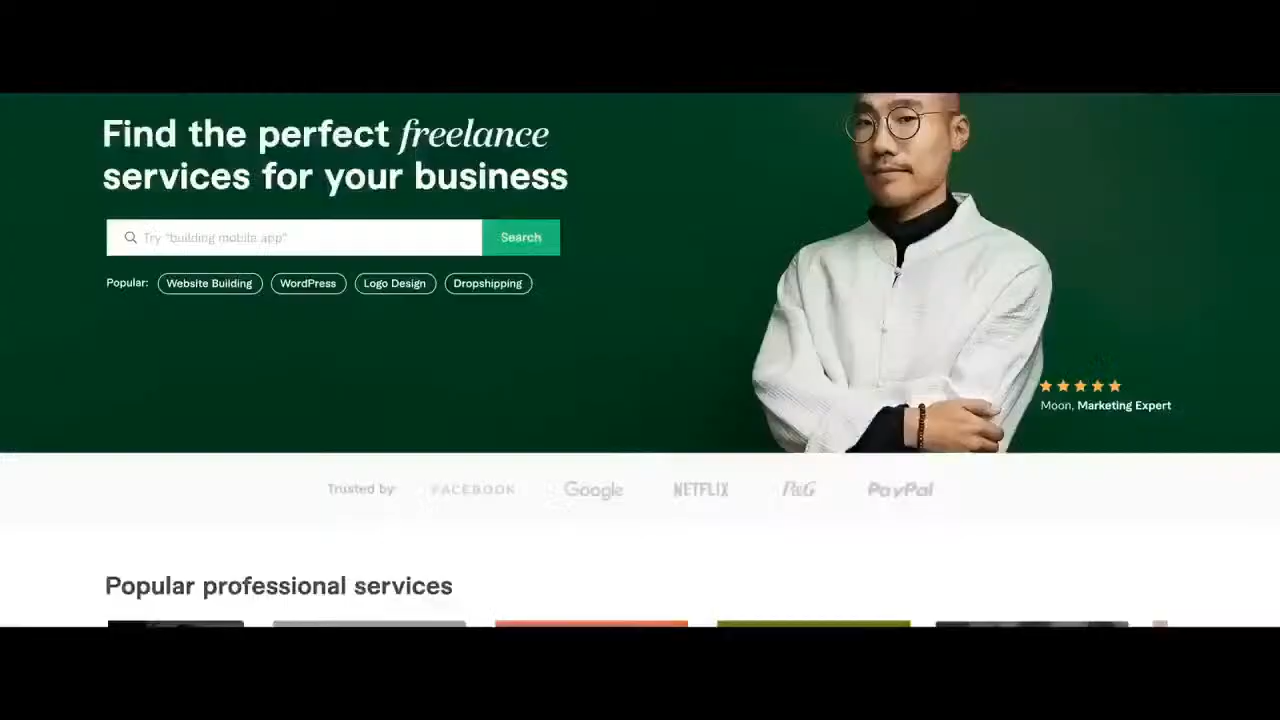 Find the perfect freelance
services for your business
Try "building mobile app"
Search
Popular:
Website Building
WordPress
Logo Design
Dropshipping
Moon, Marketing Expert
Trusted by:
FACEBOOK
Google
NETFLIX
P&G
PayPal
Popular professional services